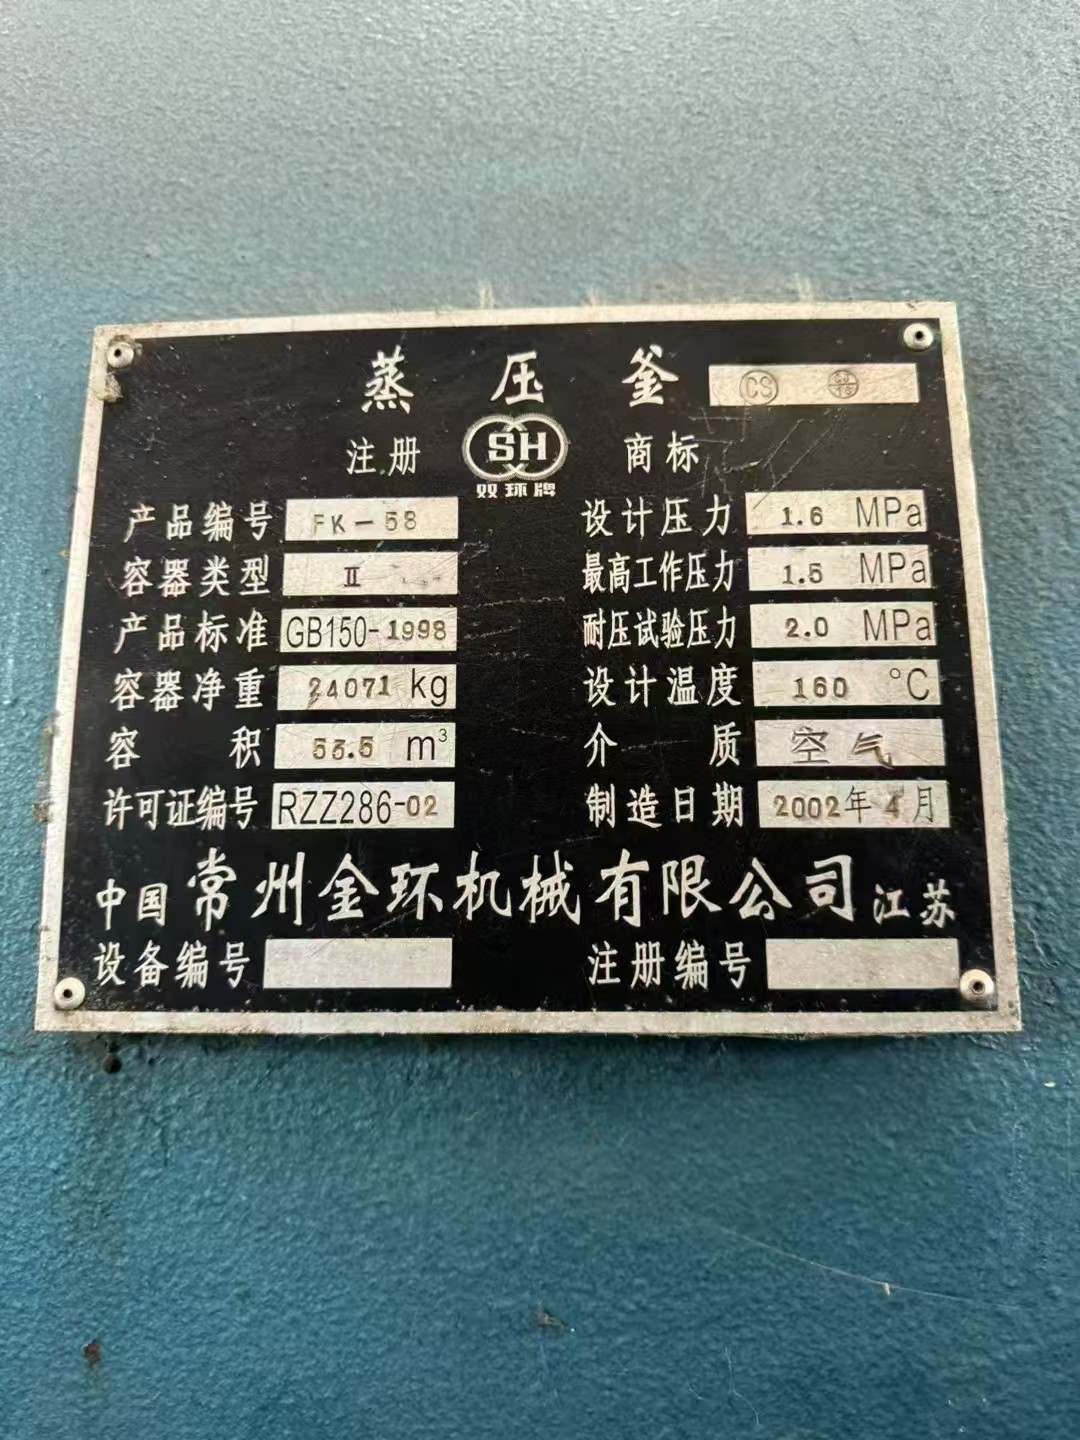 蒸压釜 CS
注册 SH 商标
双环牌
产品编号 FK-58 设计压力 1.6 MPa
容器类型 II 最高工作压力 1.5 MPa
产品标准 GB150-1998 耐压试验压力 2.0 MPa
容器净重 24071 kg 设计温度 160 °C
容积 53.5 m³ 介质 空气
许可证编号 RZZ286-02 制造日期 2002年4月
中国常州金环机械有限公司江苏
设备编号 注册编号